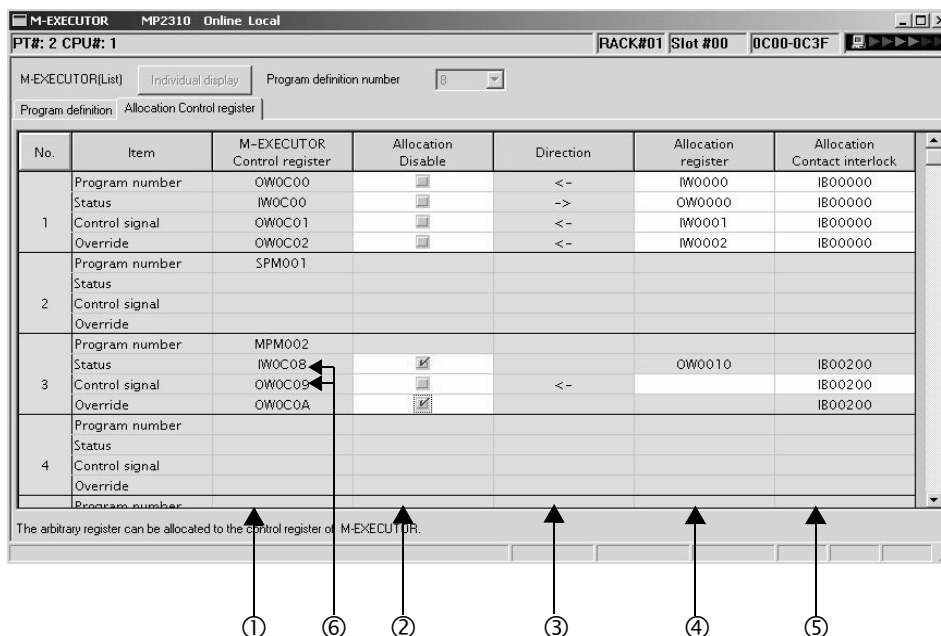 M-EXECUTOR MP2310 Online Local
PT#: 2 CPU#: 1 RACK#01 Slot #00 0C00-0C3F
M-EXECUTOR(List) Individual display Program definition number 8
Program definition Allocation Control register
No. Item M-EXECUTOR Control register Allocation Disable Direction Allocation register Allocation Contact interlock
Program number OW0C00 <- IW0000 IB00000
Status IW0C00 -> OW0000 IB00000
1 Control signal OW0C01 <- IW0001 IB00000
Override OW0C02 <- IW0002 IB00000
Program number SPM001
Status
2 Control signal
Override
Program number MPM002
Status IW0C08 OW0010 IB00200
3 Control signal OW0C09 <- IB00200
Override OW0C0A IB00200
Program number
Status
4 Control signal
Override
Program number
The arbitrary register can be allocated to the control register of M-EXECUTOR.
① ⑥ ② ③ ④ ⑤